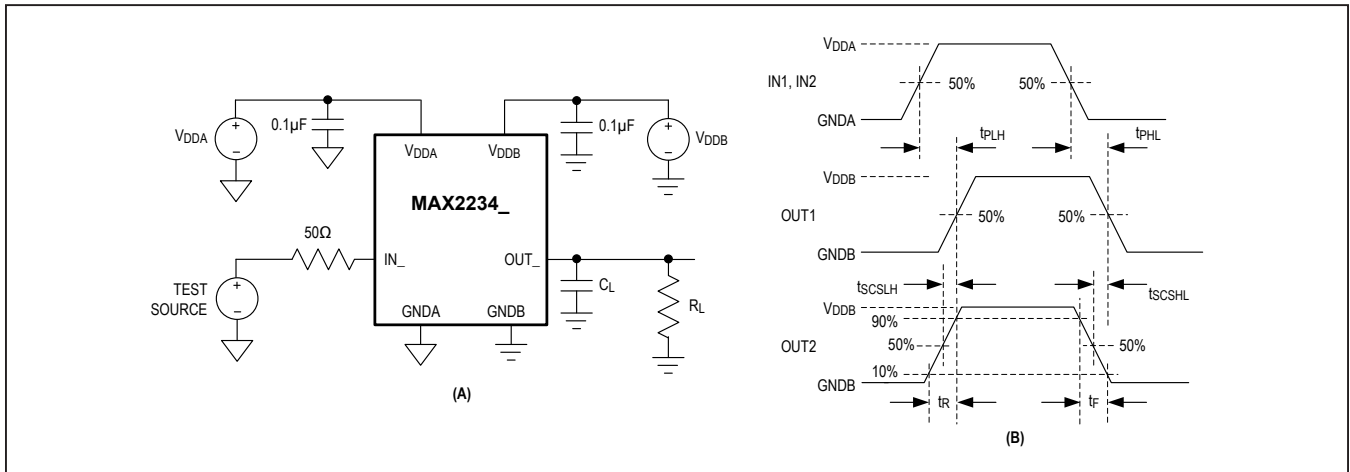 VDDA
0.1µF
VDDA
VDDB
0.1µF
VDDB
MAX2234_
50Ω
IN_
OUT_
TEST
SOURCE
CL
RL
GNDA
GNDB
(A)
VDDA
IN1, IN2
50%
50%
GNDA
tPLH
tPHL
VDDB
OUT1
50%
50%
GNDB
tSCSLH
tSCSHL
VDDB
90%
50%
50%
OUT2
10%
GNDB
tR
tF
(B)